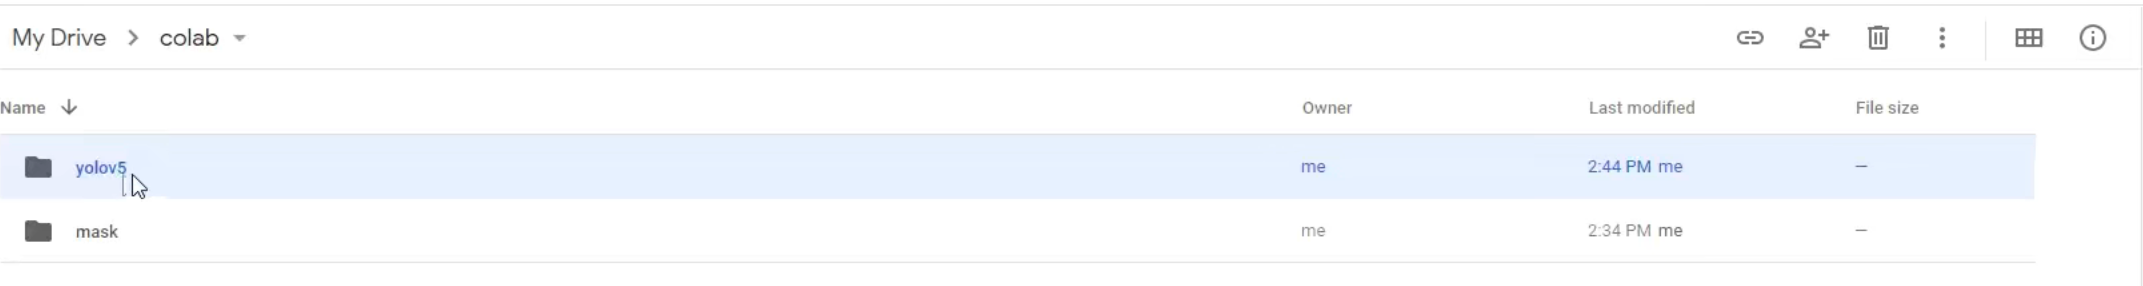 My Drive > colab
Name Owner Last modified File size
yolov5 me 2:44 PM me —
mask me 2:34 PM me —